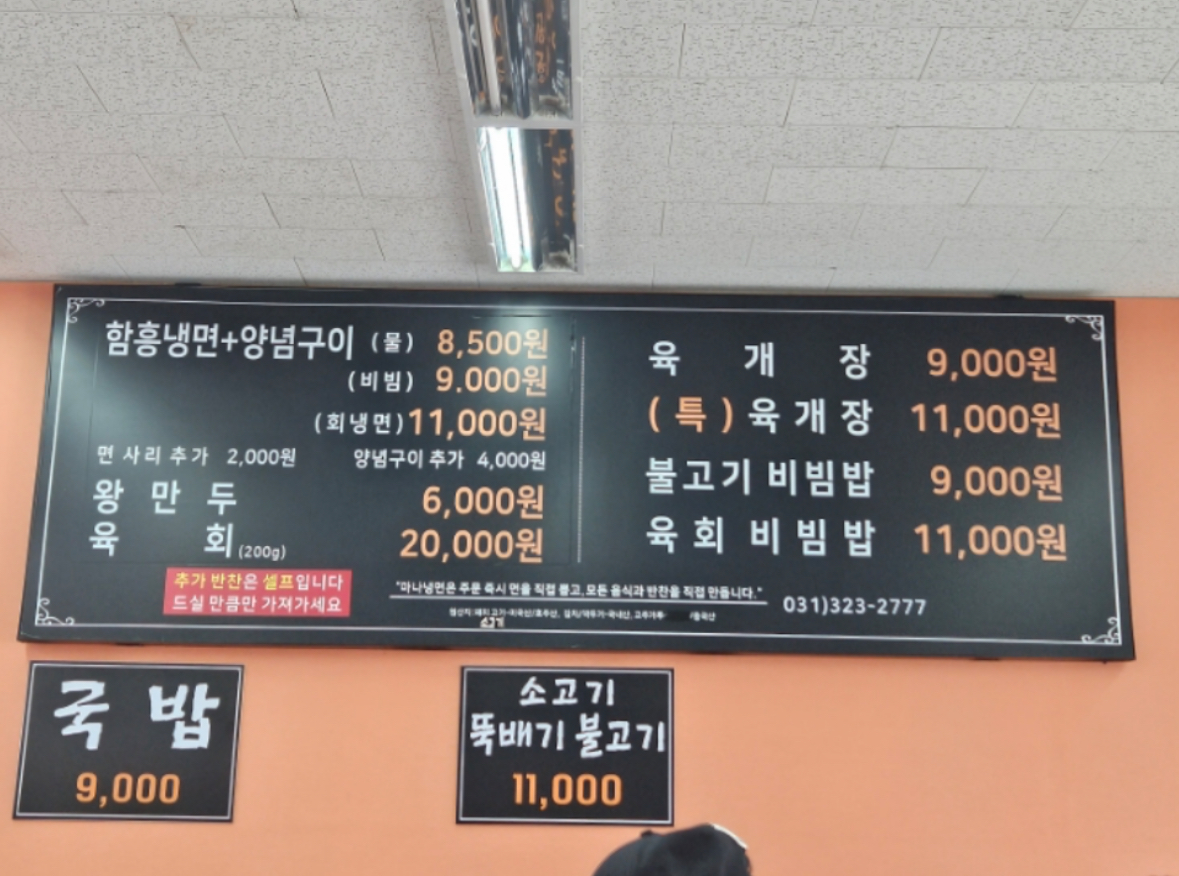 함흥냉면+양념구이 (물) 8,500원
(비빔) 9.000원
(회냉면) 11,000원
면 사리 추가 2,000원 양념구이 추가 4,000원
왕 만 두 6,000원
육 회 (200g) 20,000원
추가 반찬은 셀프입니다
드실 만큼만 가져가세요
육 개 장 9,000원
(특) 육 개 장 11,000원
불고기 비빔밥 9,000원
육 회 비 빔 밥 11,000원
"마나냉면은 주문 즉시 면을 직접 뽑고, 모든 음식과 반찬을 직접 만듭니다."
소고기
031)323-2777
국 밥
9,000
소고기
뚝배기 불고기
11,000